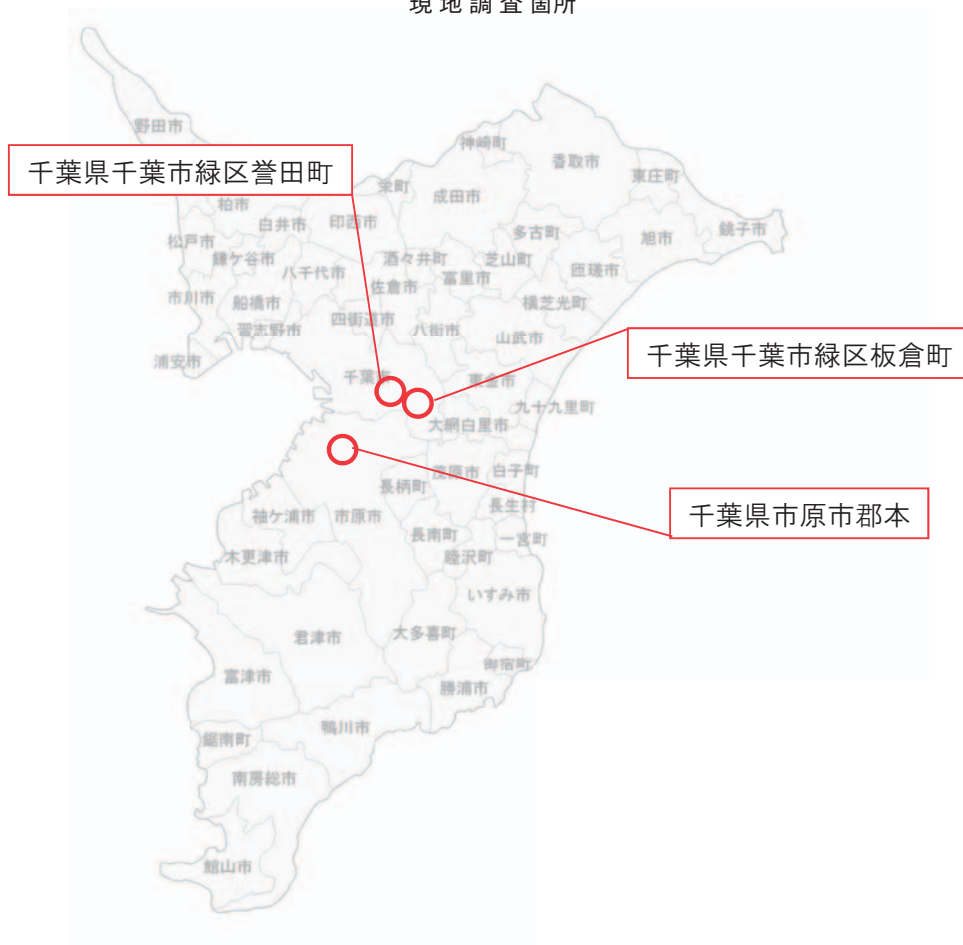 現地調査箇所
野田市
神崎町
香取市
千葉県千葉市緑区誉田町
栄町
成田市
東庄町
柏市
白井市
印西市
松戸市
多古町
旭市
銚子市
鎌ケ谷市
八千代市
酒々井町
芝山町
富里市
匝瑳市
佐倉市
市川市
船橋市
横芝光町
四街道市
八街市
習志野市
山武市
浦安市
千葉県千葉市緑区板倉町
千葉市
東金市
九十九里町
大網白里市
茂原市
白子町
長柄町
長生村
千葉県市原市郡本
袖ケ浦市
市原市
長南町
一宮町
木更津市
睦沢町
いすみ市
君津市
大多喜町
御宿町
富津市
勝浦市
鴨川市
鋸南町
南房総市
館山市